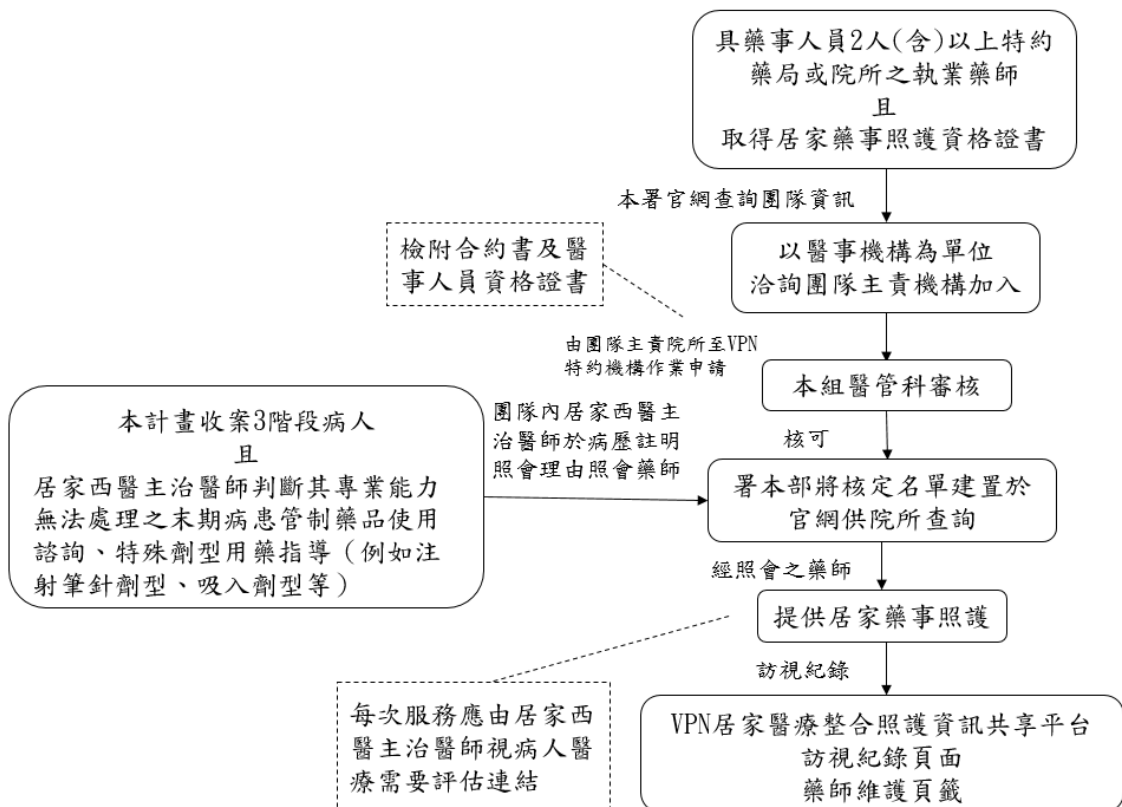 具藥事人員2人(含)以上特約
藥局或院所之執業藥師
且
取得居家藥事照護資格證書
本署官網查詢團隊資訊
檢附合約書及醫
事人員資格證書
以醫事機構為單位
洽詢團隊主責機構加入
由團隊主責院所至VPN
特約機構作業申請
本組醫管科審核
核可
本計畫收案3階段病人
且
居家西醫主治醫師判斷其專業能力
無法處理之末期病患管制藥品使用
諮詢、特殊劑型用藥指導（例如注
射筆針劑型、吸入劑型等）
團隊內居家西醫主
治醫師於病歷註明
照會理由照會藥師
署本部將核定名單建置於
官網供院所查詢
經照會之藥師
提供居家藥事照護
訪視紀錄
每次服務應由居家西
醫主治醫師視病人醫
療需要評估連結
VPN居家醫療整合照護資訊共享平台
訪視紀錄頁面
藥師維護頁籤